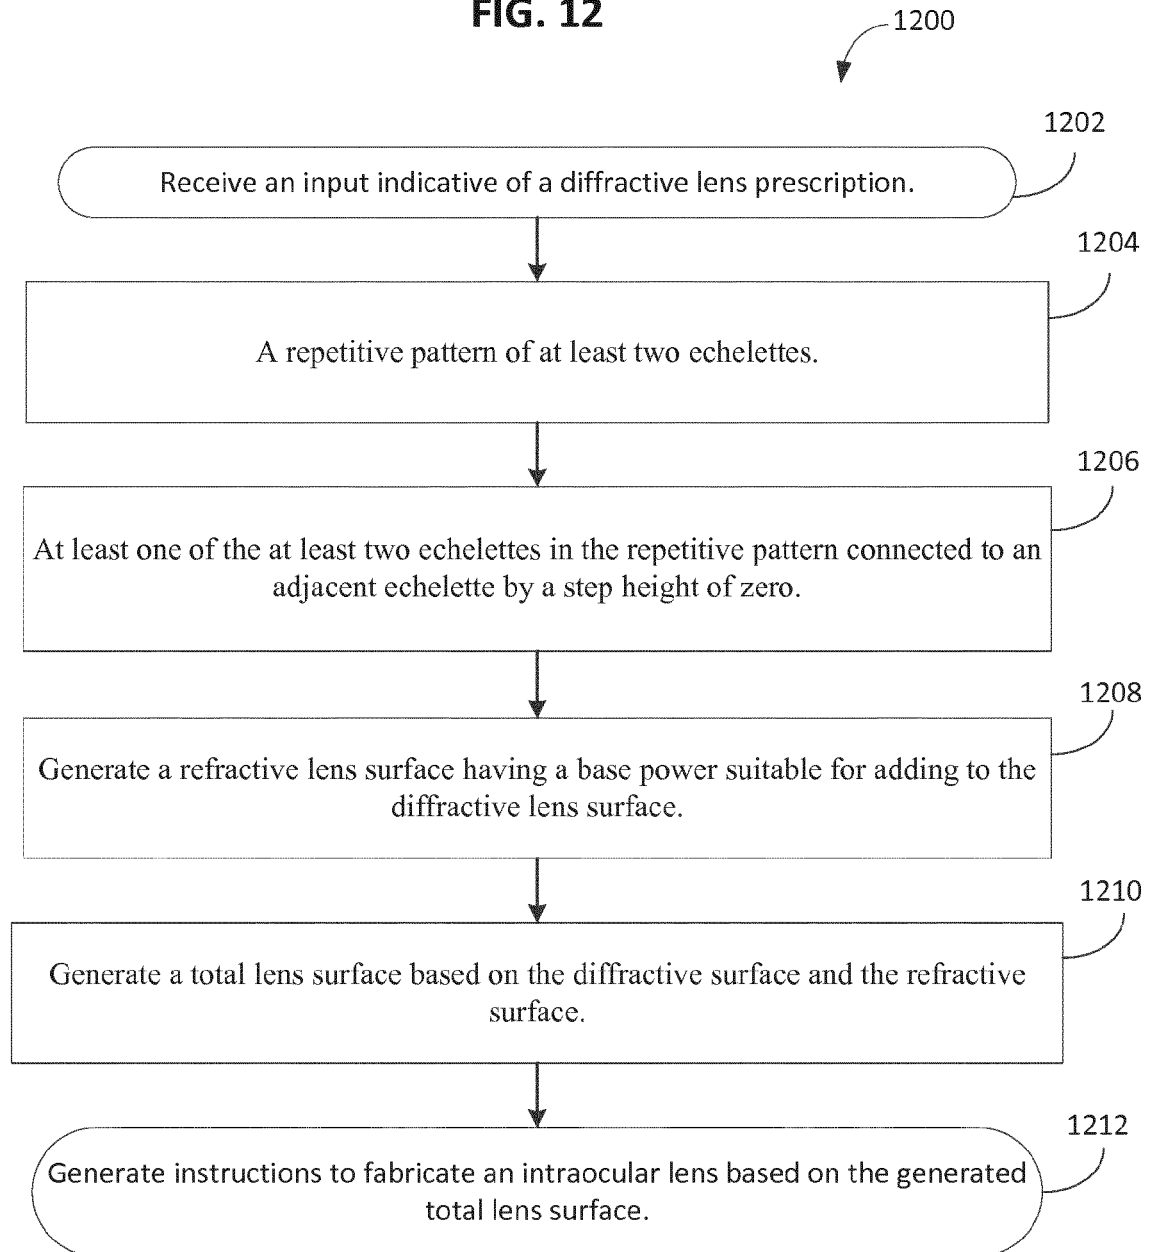 FIG. 12
1200
1202
Receive an input indicative of a diffractive lens prescription.
1204
A repetitive pattern of at least two echelettes.
1206
At least one of the at least two echelettes in the repetitive pattern connected to an
adjacent echelette by a step height of zero.
1208
Generate a refractive lens surface having a base power suitable for adding to the
diffractive lens surface.
1210
Generate a total lens surface based on the diffractive surface and the refractive
surface.
1212
Generate instructions to fabricate an intraocular lens based on the generated
total lens surface.